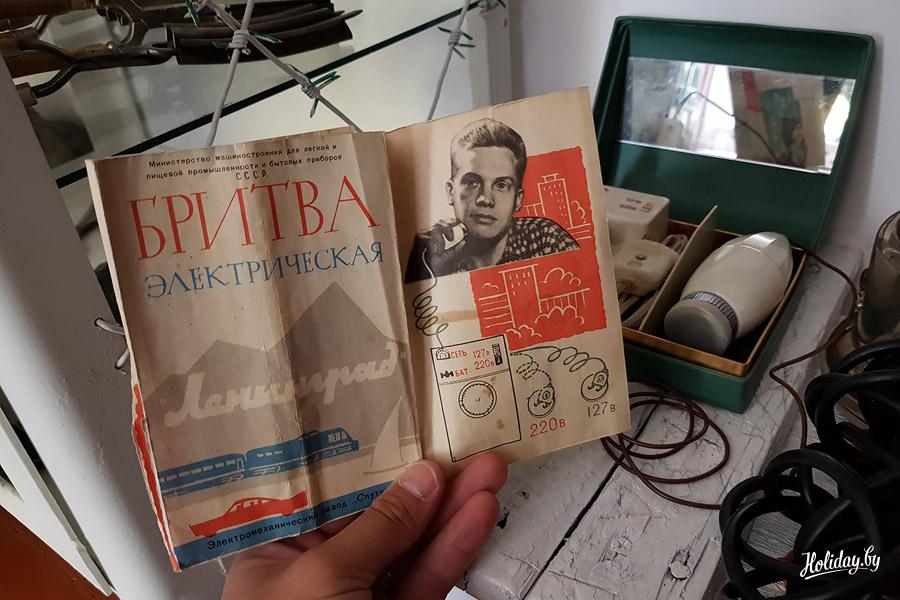 Министерство машиностроения для легкой и
пищевой промышленности и бытовых приборов
СССР.
БРИТВА
ЭЛЕКТРИЧЕСКАЯ
„Ленинград"
Электромеханический завод
СЕТЬ 127в
БАТ 220в
220в
127в
Holiday.by